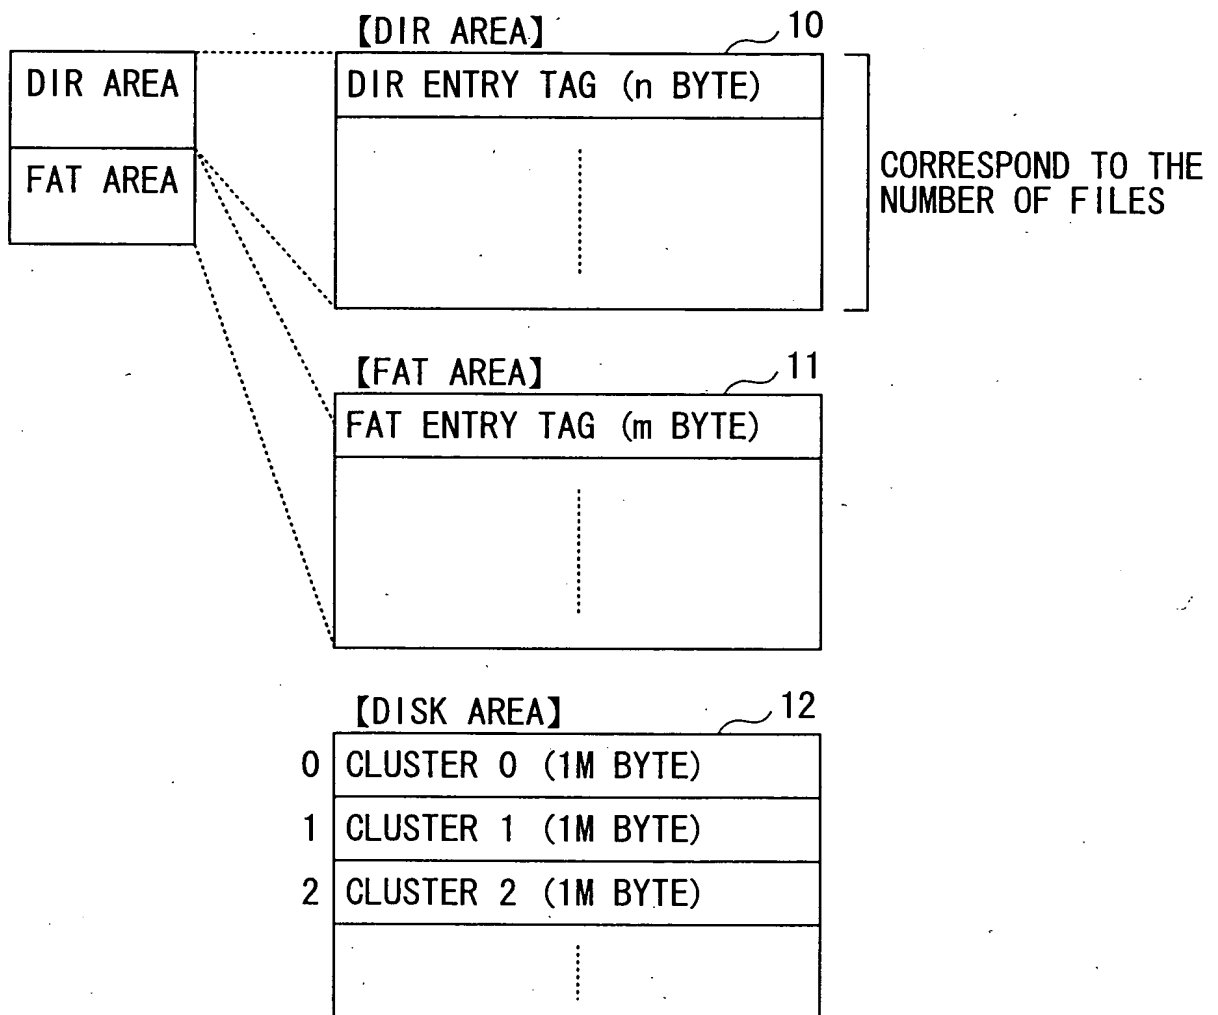 DIR AREA
FAT AREA
【DIR AREA】
10
DIR ENTRY TAG (n BYTE)
CORRESPOND TO THE
NUMBER OF FILES
【FAT AREA】
11
FAT ENTRY TAG (m BYTE)
【DISK AREA】
12
0 CLUSTER 0 (1M BYTE)
1 CLUSTER 1 (1M BYTE)
2 CLUSTER 2 (1M BYTE)